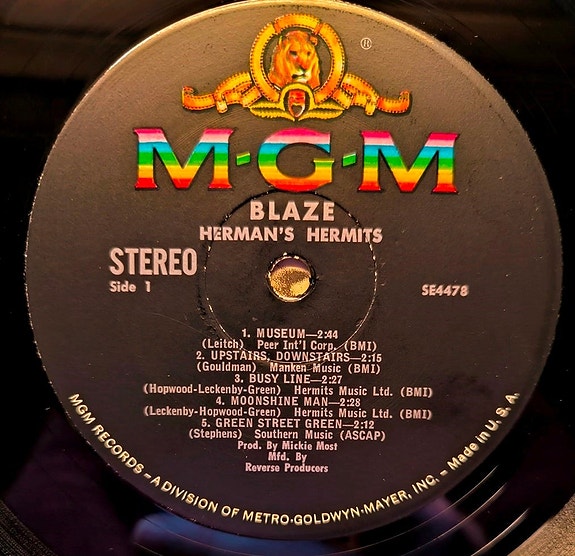 ®
M·G·M
BLAZE
HERMAN'S HERMITS
STEREO
Side 1
SE4478
1. MUSEUM—2:44
(Leitch) Peer Int'l Corp. (BMI)
2. UPSTAIRS, DOWNSTAIRS—2:15
(Gouldman) Manken Music (BMI)
3. BUSY LINE—2:27
(Hopwood-Leckenby-Green) Hermits Music Ltd. (BMI)
4. MOONSHINE MAN—2:28
(Leckenby-Hopwood-Green) Hermits Music Ltd. (BMI)
5. GREEN STREET GREEN—2:12
(Stephens) Southern Music (ASCAP)
Prod. By Mickie Most
Mfd. By
Reverse Producers
MGM RECORDS—A DIVISION OF METRO-GOLDWYN-MAYER, INC.—Made in U.S.A.